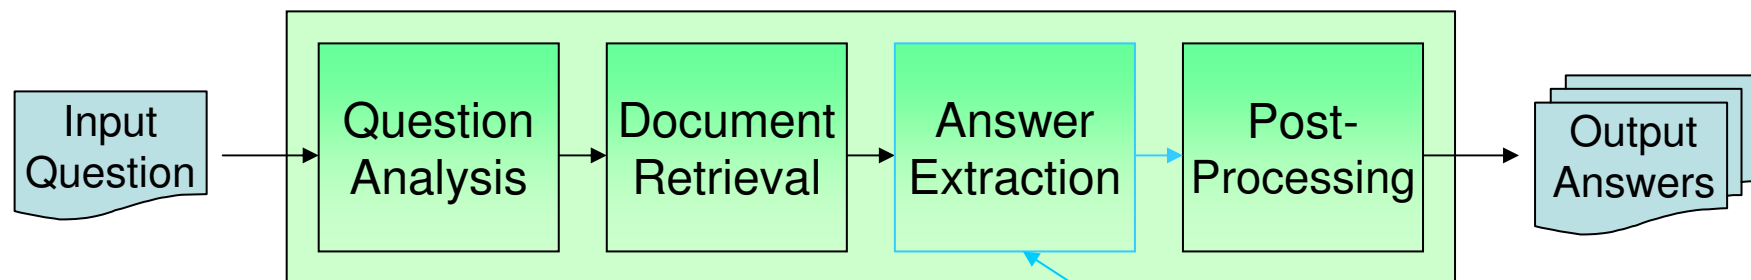 Input
Question
Question
Analysis
Document
Retrieval
Answer
Extraction
Post-
Processing
Output
Answers